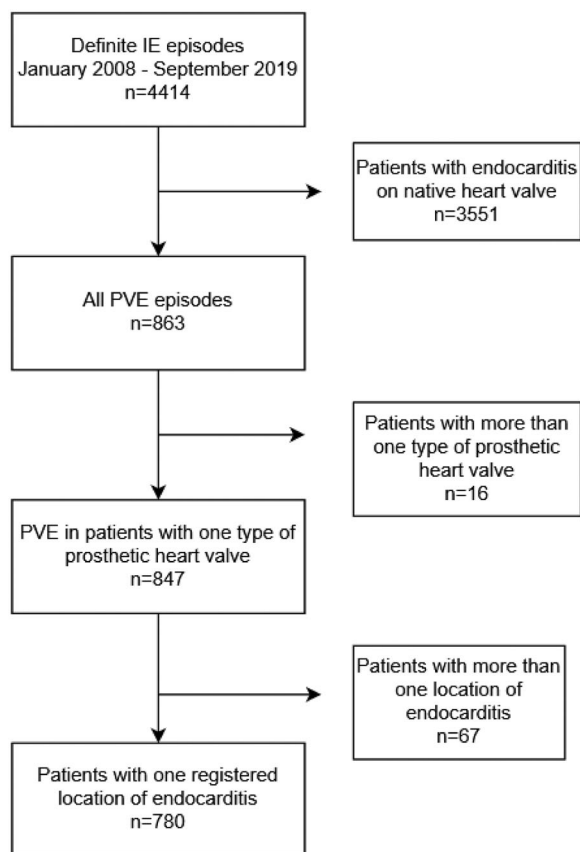 Definite IE episodes
January 2008 - September 2019
n=4414
Patients with endocarditis
on native heart valve
n=3551
All PVE episodes
n=863
Patients with more than
one type of prosthetic
heart valve
n=16
PVE in patients with one type of
prosthetic heart valve
n=847
Patients with more than
one location of
endocarditis
n=67
Patients with one registered
location of endocarditis
n=780